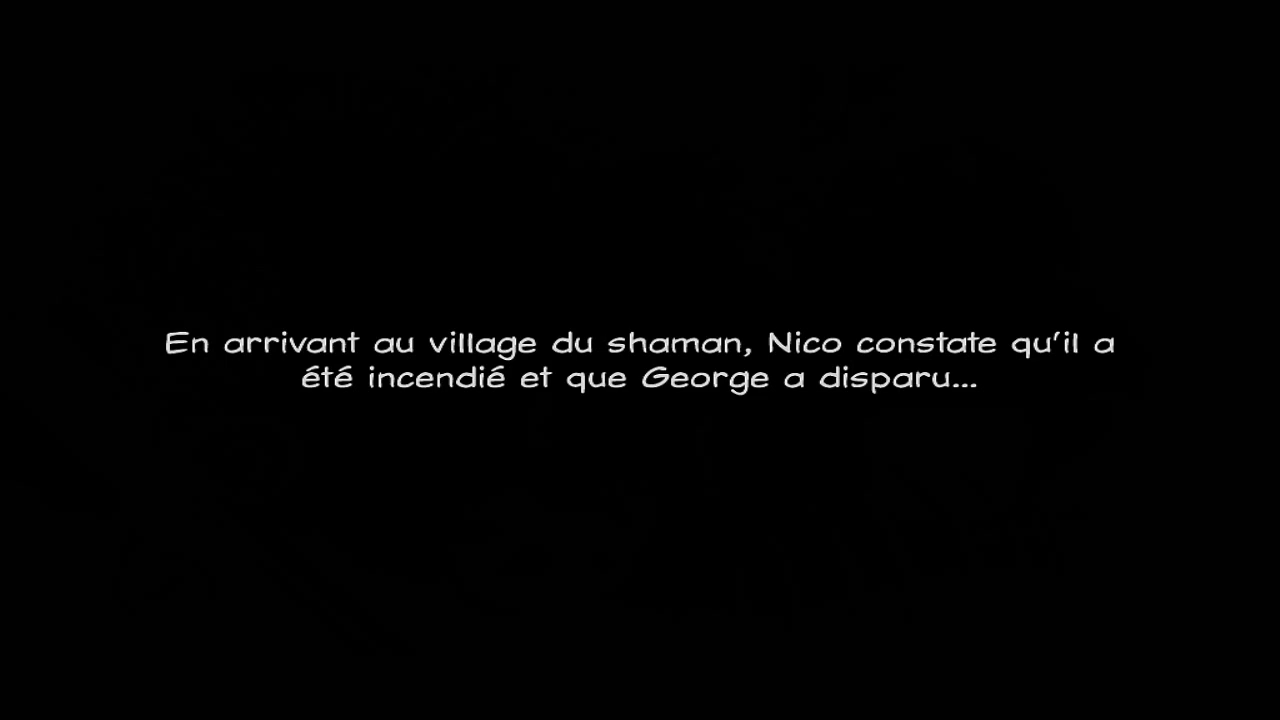 En arrivant au village du shaman, Nico constate qu'il a
été incendié et que George a disparu...